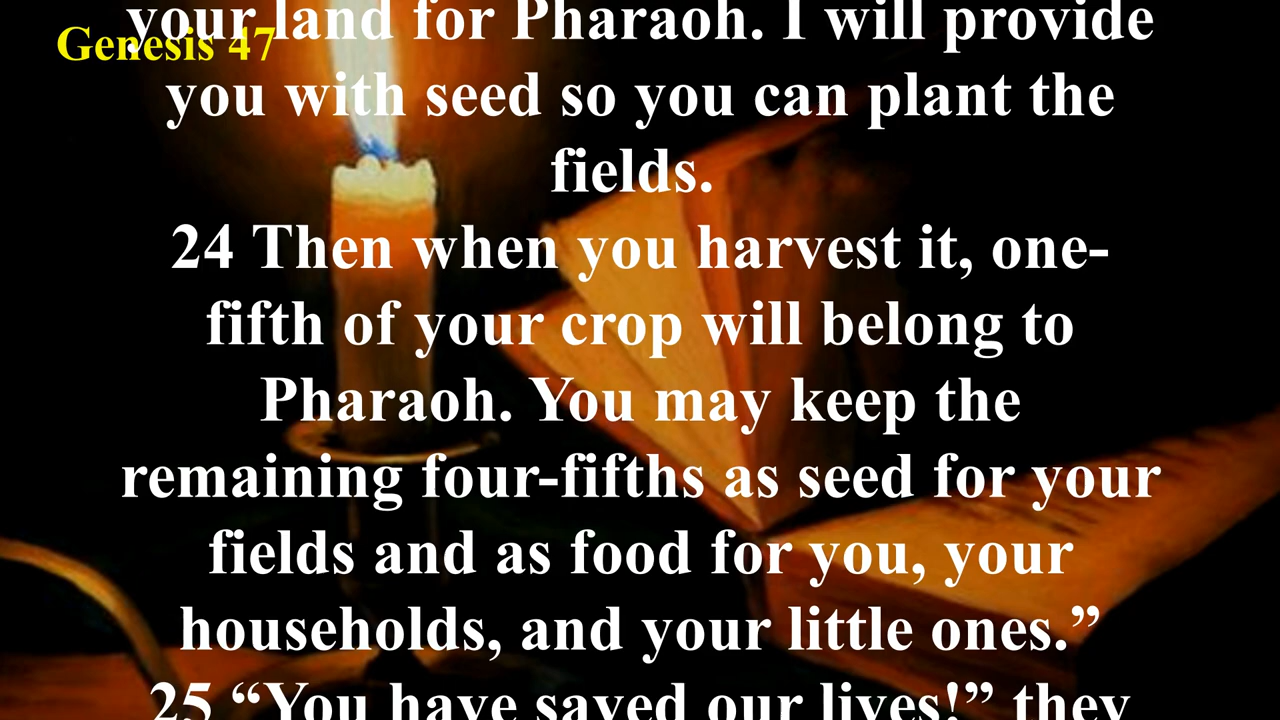 your land for Pharaoh. I will provide
Genesis 47
you with seed so you can plant the
fields.
24 Then when you harvest it, one-
fifth of your crop will belong to
Pharaoh. You may keep the
remaining four-fifths as seed for your
fields and as food for you, your
households, and your little ones.”
25 “You have saved our lives!” they